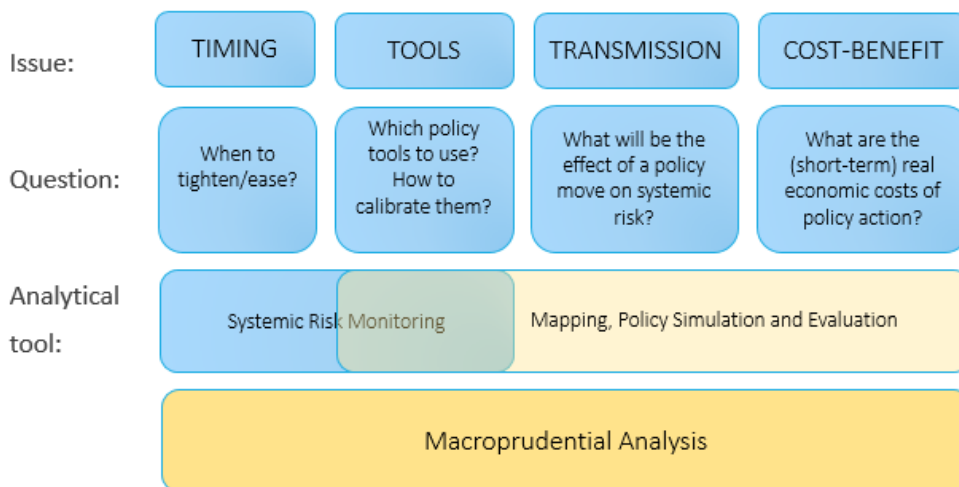 Issue:
TIMING
TOOLS
TRANSMISSION
COST-BENEFIT
Question:
When to
tighten/ease?
Which policy
tools to use?
How to
calibrate them?
What will be the
effect of a policy
move on systemic
risk?
What are the
(short-term) real
economic costs of
policy action?
Analytical
tool:
Systemic Risk Monitoring
Mapping, Policy Simulation and Evaluation
Macroprudential Analysis